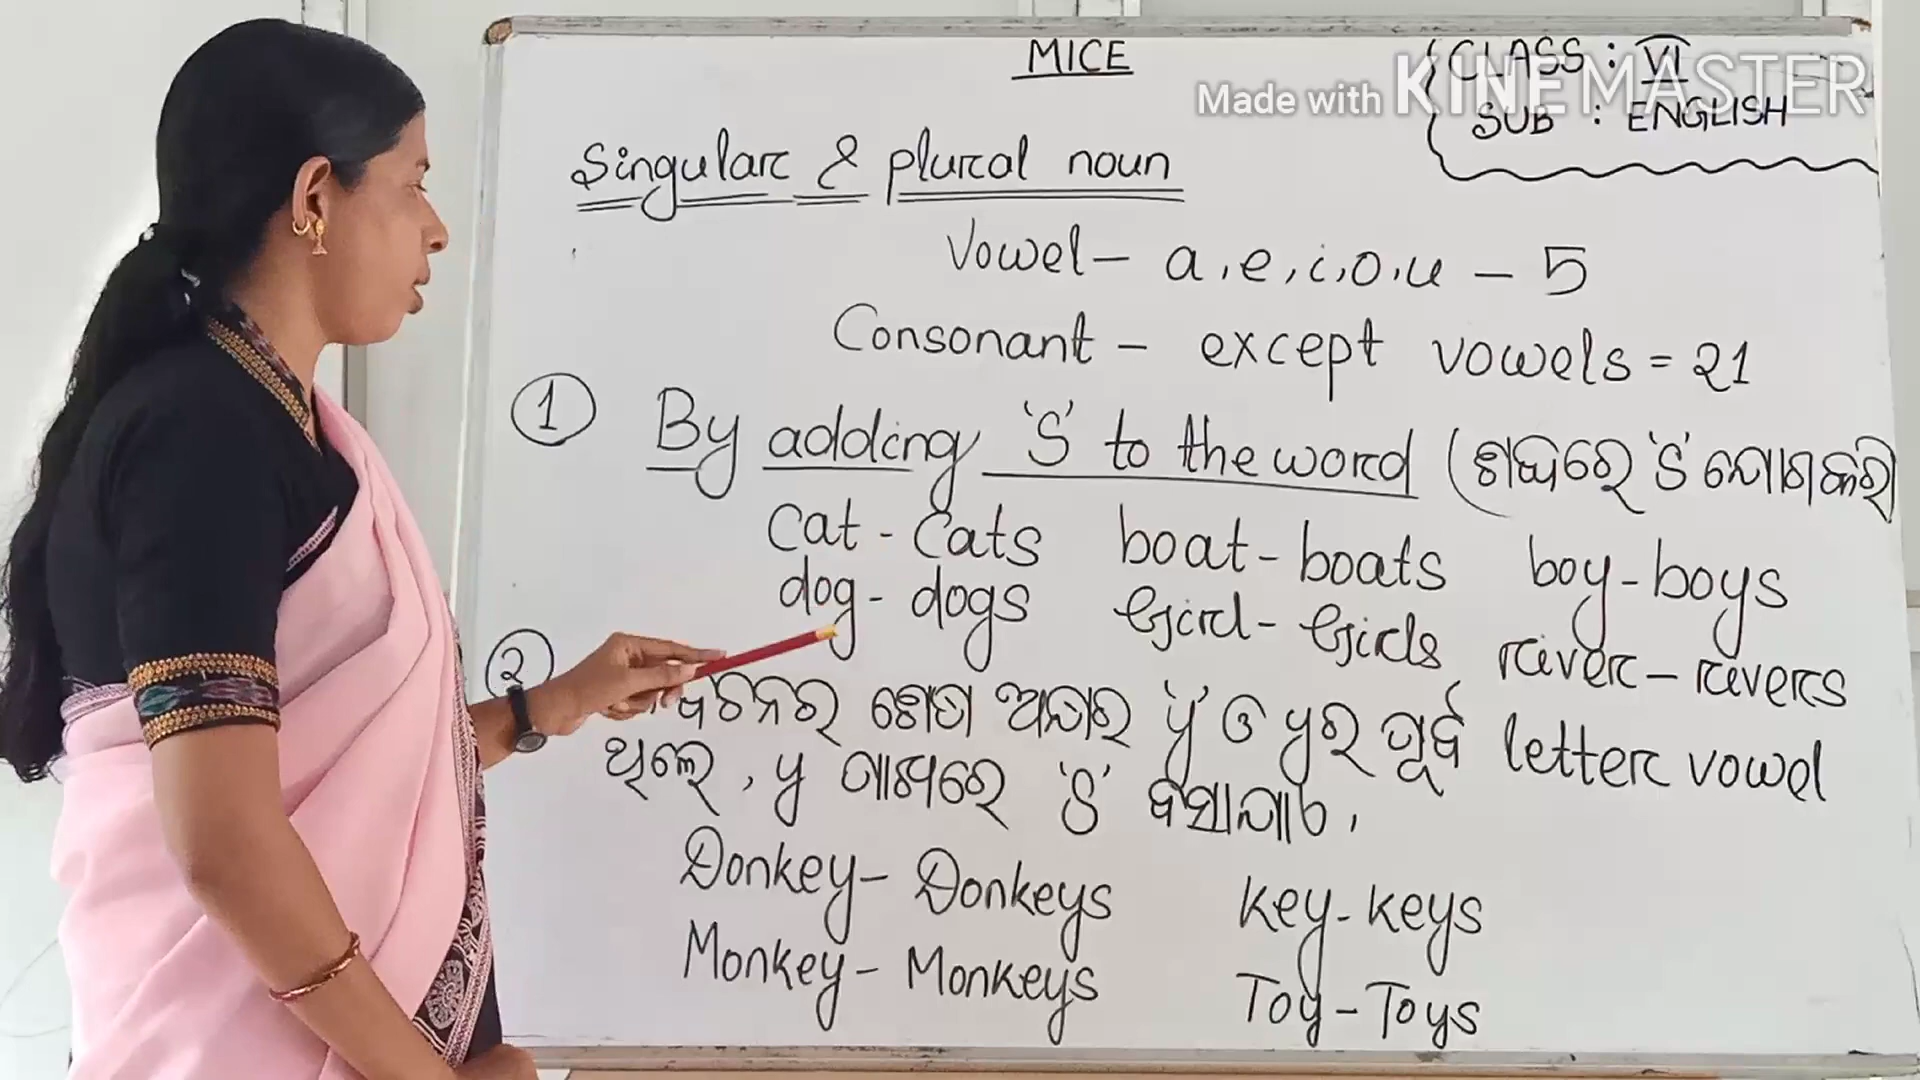 MICE
CLASS : VI
SUB : ENGLISH
Made with KINEMASTER
Singular & plural noun
Vowel – a, e, i, o, u – 5
Consonant – except vowels = 21
① By adding 'S' to the word (ଶବ୍ଦରେ 'S' ଯୋଗକରି
cat - cats boat - boats boy - boys
dog - dogs Girl - Girls river - rivers
② ବଚନର ଶେଷ ଅକ୍ଷର 'y' ଓ yର ପୂର୍ବ letter vowel
ଥିଲେ, y ପାଖରେ 'S' ବସାଯାଏ,
Donkey - Donkeys Key - Keys
Monkey - Monkeys Toy - Toys